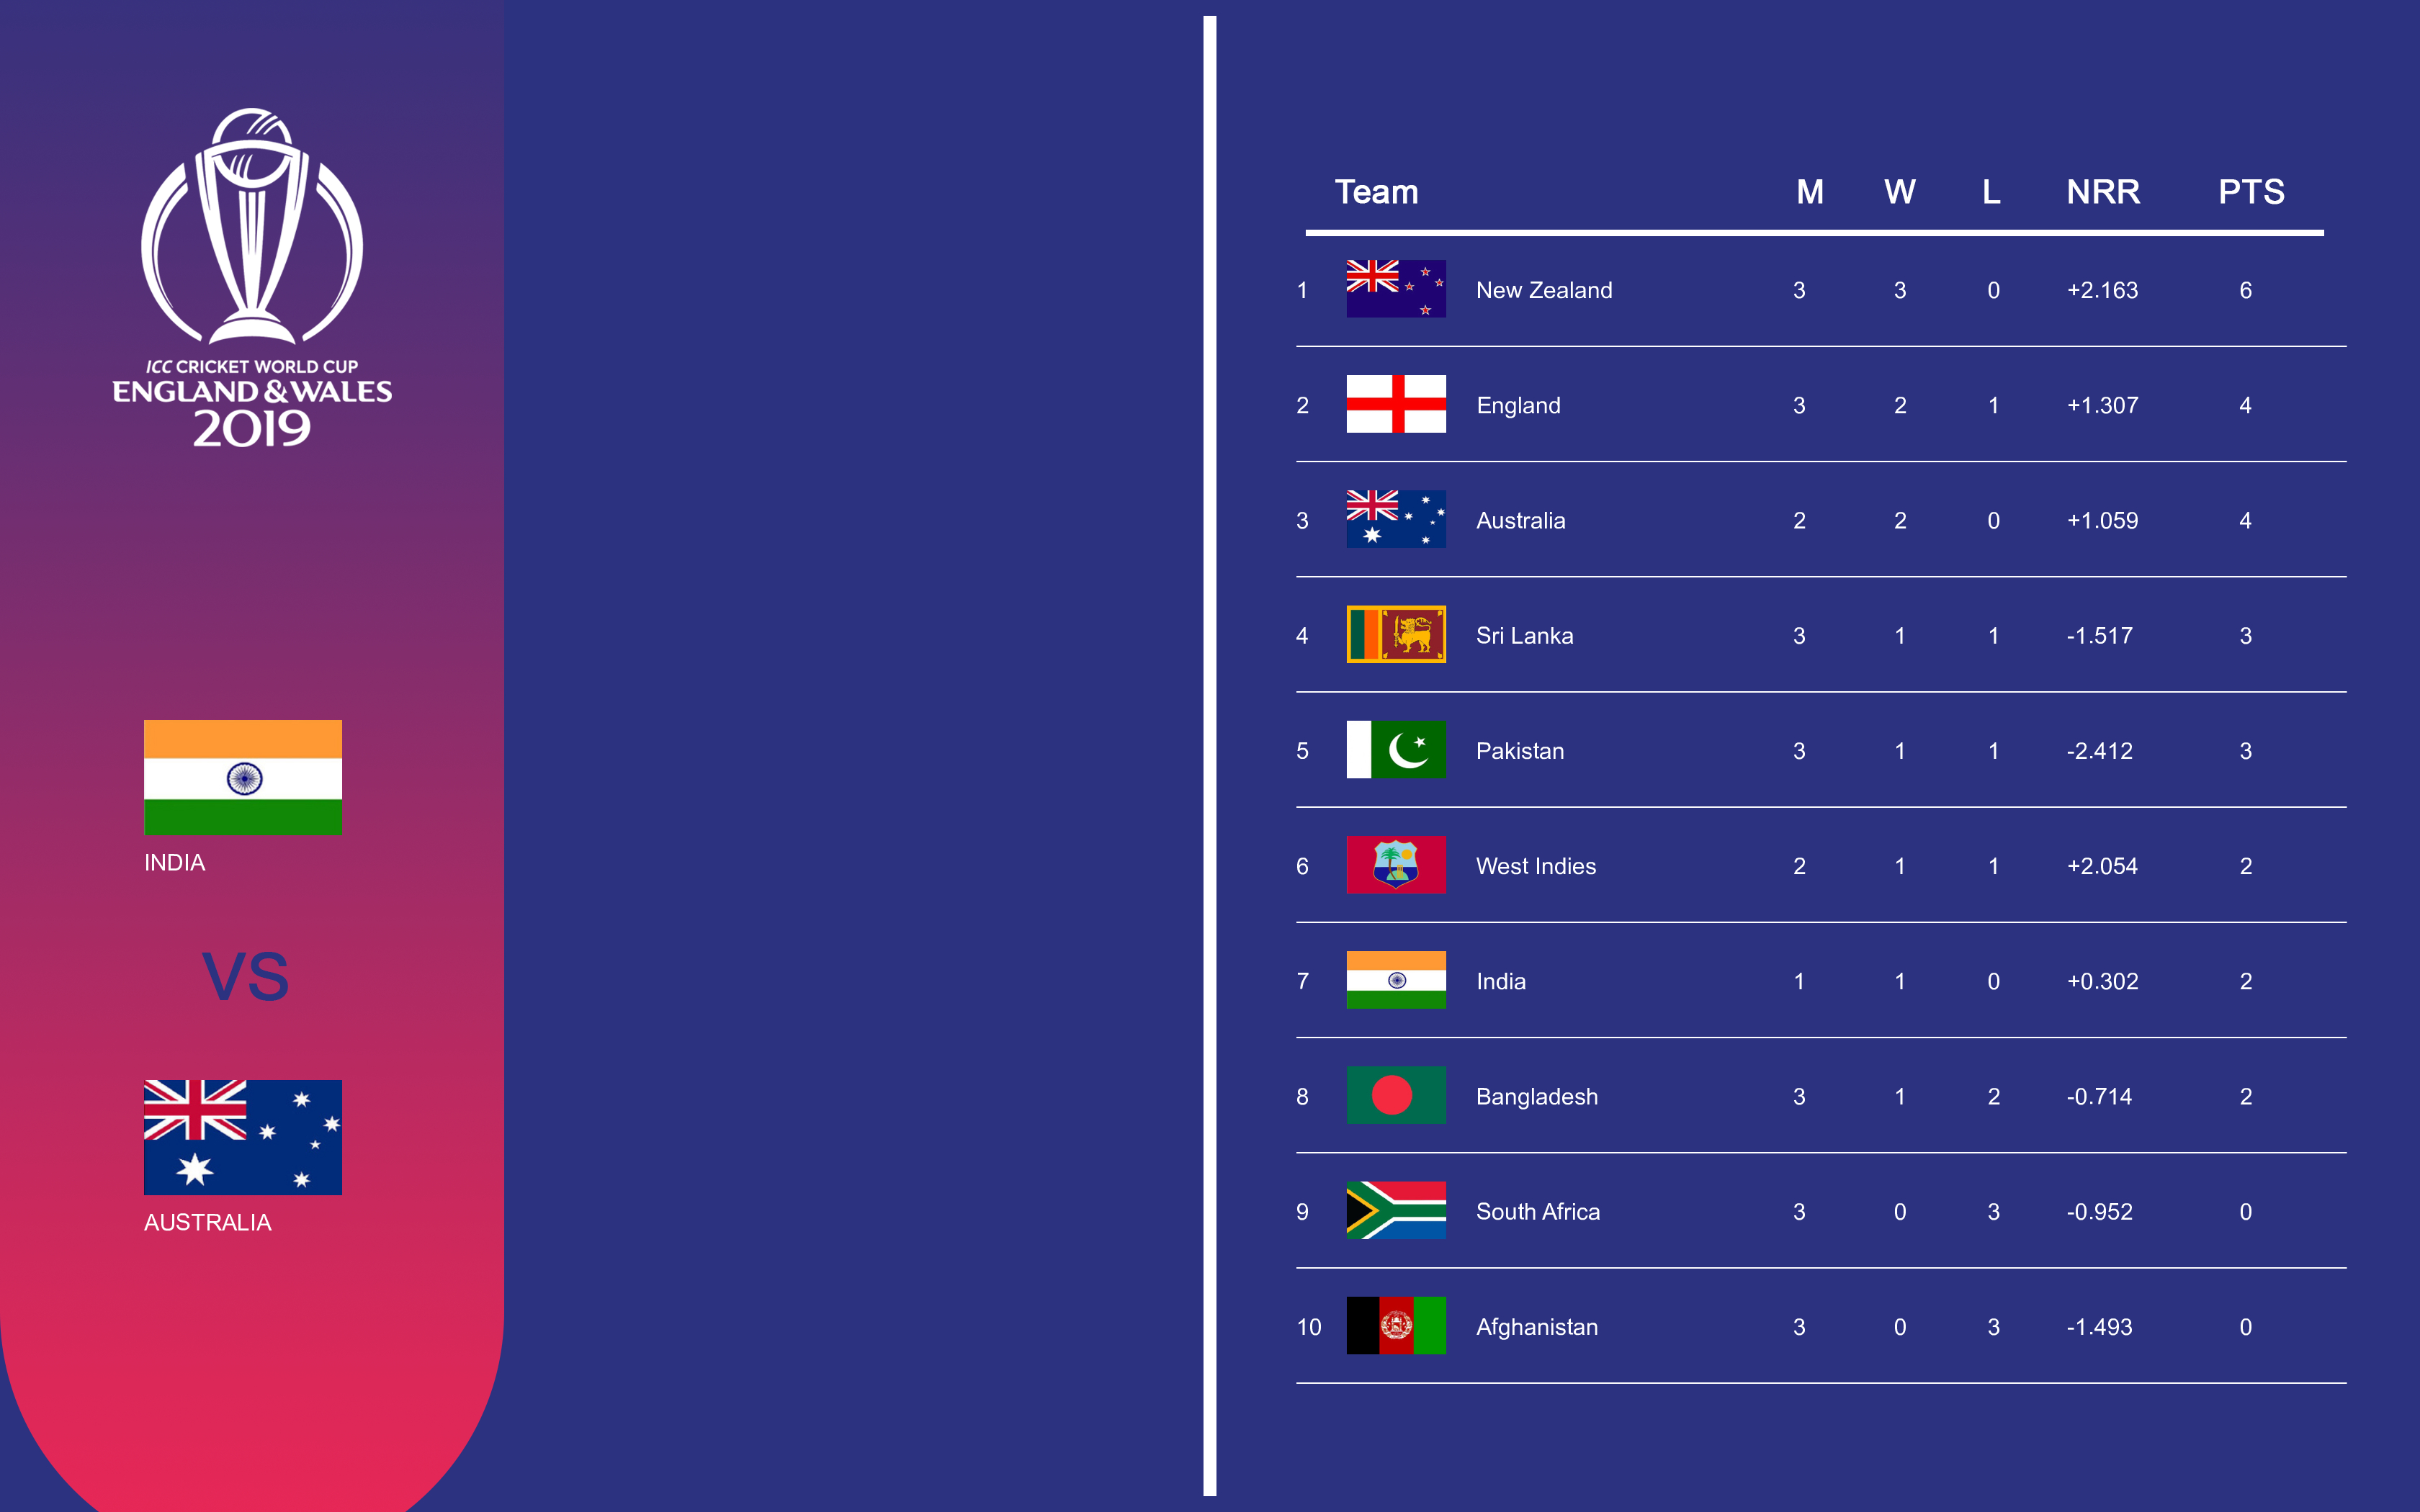 ICC CRICKET WORLD CUP
ENGLAND & WALES
2019
INDIA
VS
AUSTRALIA
Team M W L NRR PTS
1 New Zealand 3 3 0 +2.163 6
2 England 3 2 1 +1.307 4
3 Australia 2 2 0 +1.059 4
4 Sri Lanka 3 1 1 -1.517 3
5 Pakistan 3 1 1 -2.412 3
6 West Indies 2 1 1 +2.054 2
7 India 1 1 0 +0.302 2
8 Bangladesh 3 1 2 -0.714 2
9 South Africa 3 0 3 -0.952 0
10 Afghanistan 3 0 3 -1.493 0